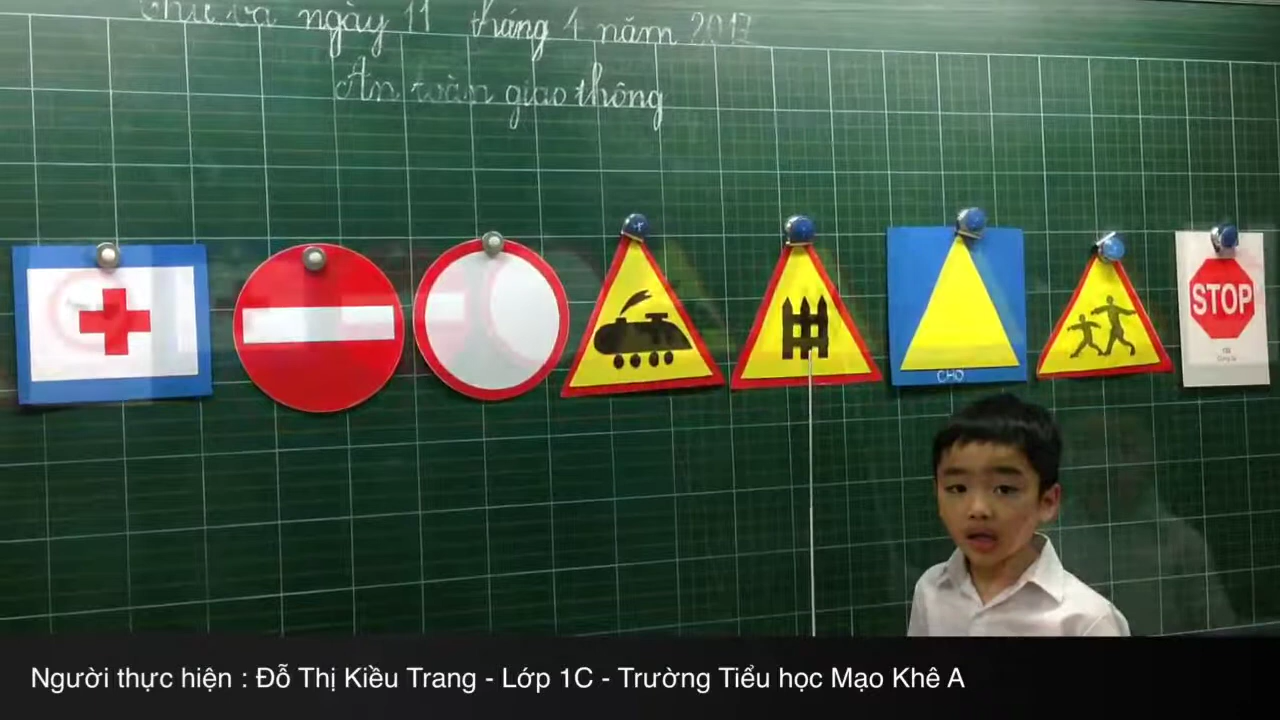 Thứ ba ngày 11 tháng 4 năm 2017
An toàn giao thông
CHỢ
STOP
Người thực hiện : Đỗ Thị Kiều Trang - Lớp 1C - Trường Tiểu học Mạo Khê A